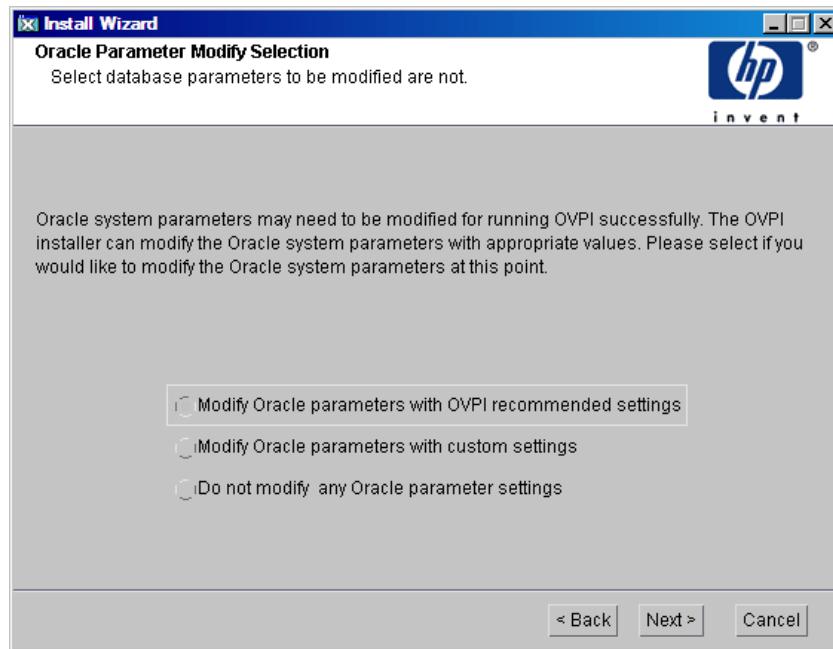 Install Wizard
Oracle Parameter Modify Selection
Select database parameters to be modified are not.
hp
®
invent
Oracle system parameters may need to be modified for running OVPI successfully. The OVPI
installer can modify the Oracle system parameters with appropriate values. Please select if you
would like to modify the Oracle system parameters at this point.
Modify Oracle parameters with OVPI recommended settings
Modify Oracle parameters with custom settings
Do not modify  any Oracle parameter settings
< Back Next > Cancel